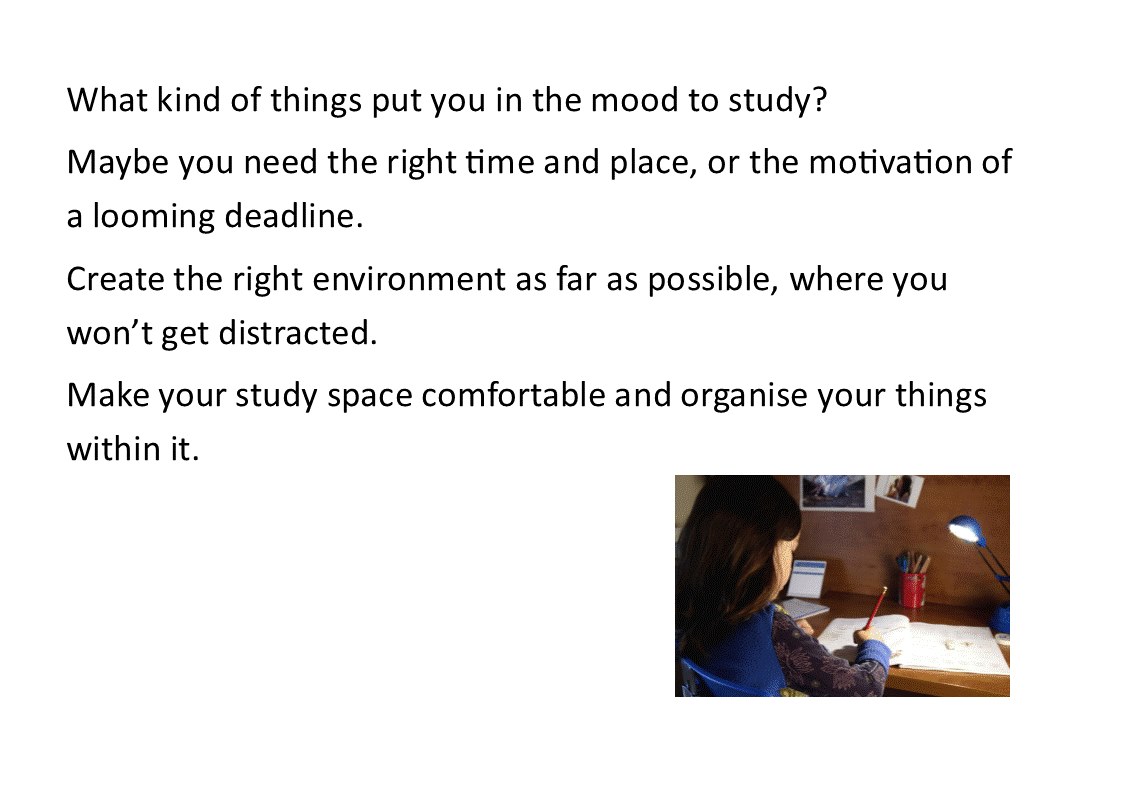 What kind of things put you in the mood to study?
Maybe you need the right time and place, or the motivation of
a looming deadline.
Create the right environment as far as possible, where you
won’t get distracted.
Make your study space comfortable and organise your things
within it.